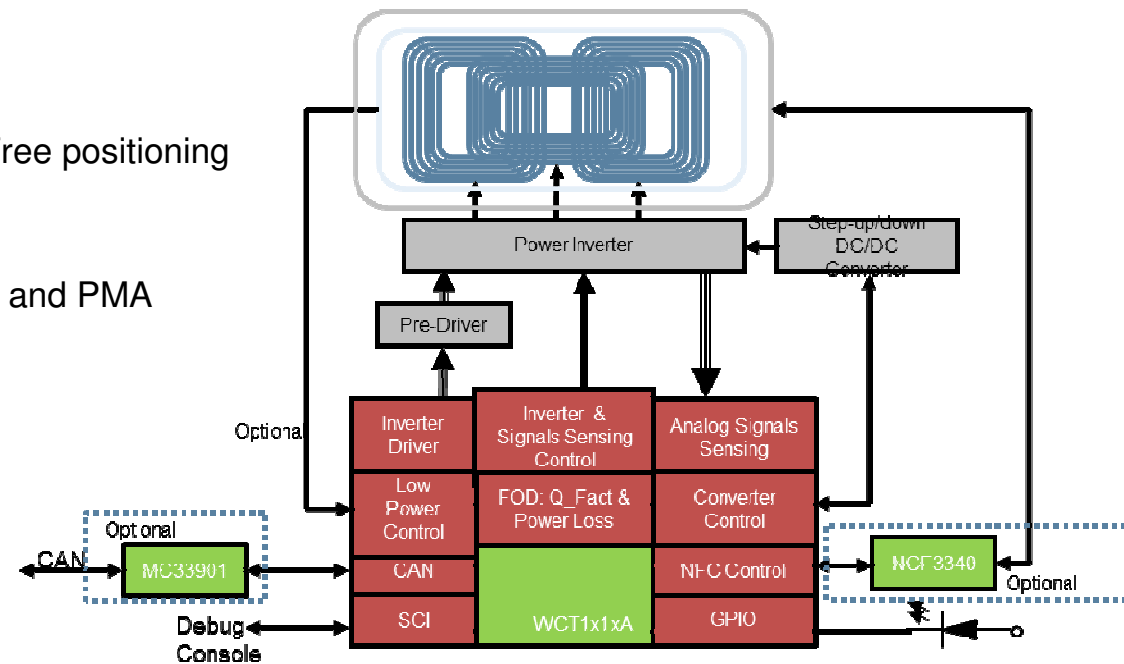 free positioning
and PMA
Power Inverter
Step-up/down
DC/DC
Converter
Pre-Driver
Optional
Inverter
Driver
Inverter &
Signals Sensing
Control
Analog Signals
Sensing
Low
Power
Control
FOD: Q_Fact &
Power Loss
Converter
Control
Optional
CAN
MC33901
CAN
NFC Control
NCF3340
Optional
Debug
Console
SCI
WCT1x1xA
GPIO